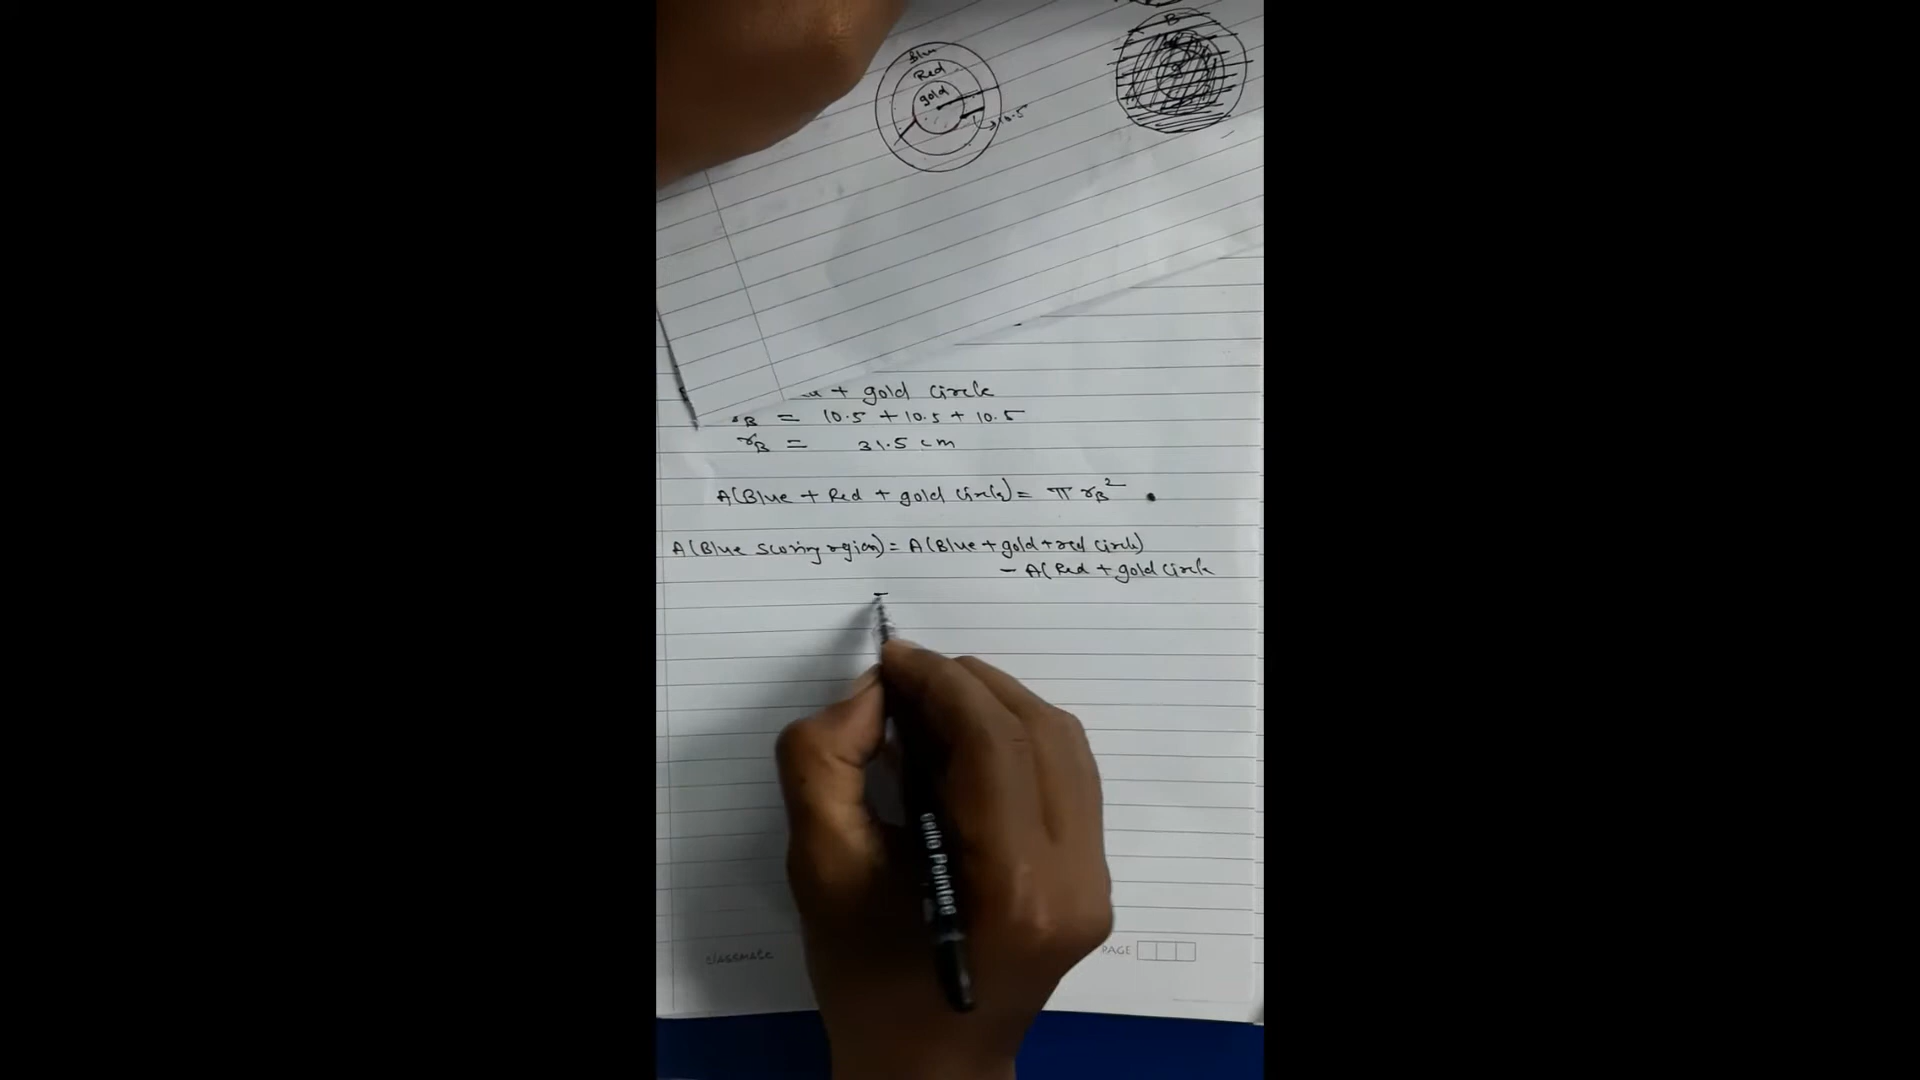 Blue
Red
gold
10.5
B
+ gold circle
= 10.5 + 10.5 + 10.5
rB = 31.5 cm
A(Blue + Red + gold circle) = π rB²
A(Blue scoring region) = A(Blue + gold + red circle)
- A(Red + gold circle
classmate
PAGE
cello Pointec